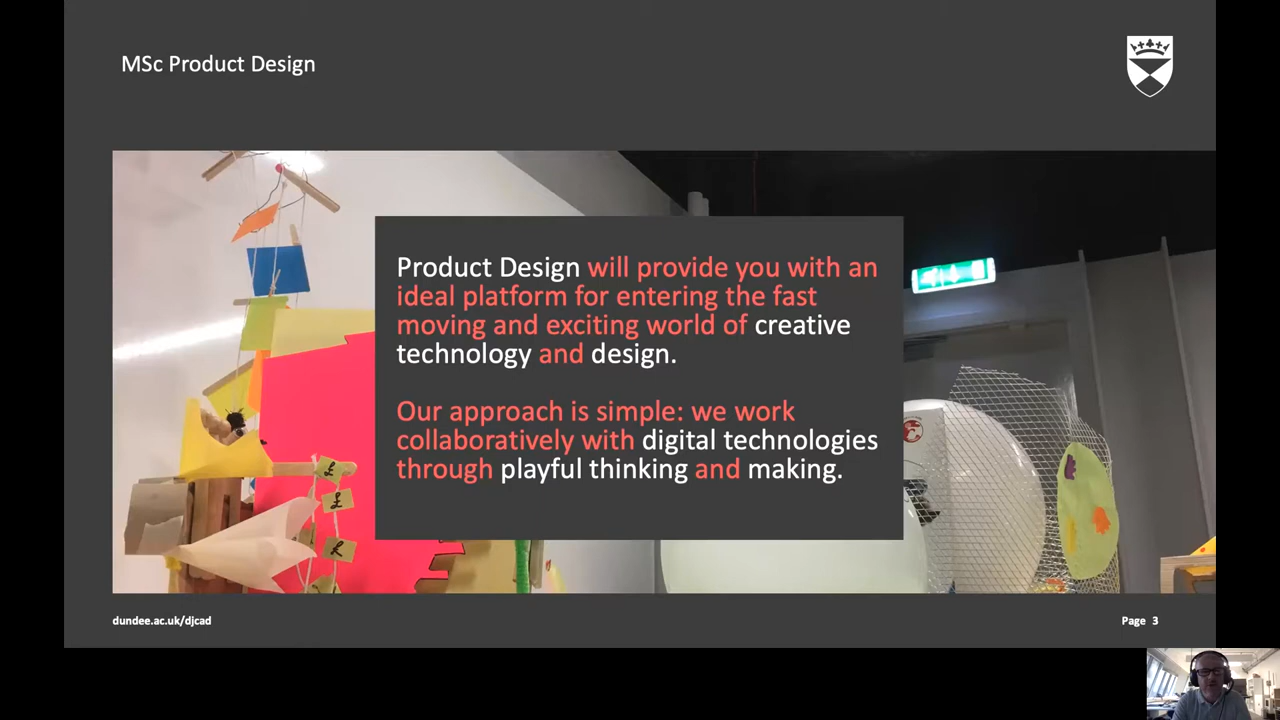 MSc Product Design
Product Design will provide you with an
ideal platform for entering the fast
moving and exciting world of creative
technology and design.
Our approach is simple: we work
collaboratively with digital technologies
through playful thinking and making.
£
£
£
dundee.ac.uk/djcad
Page 3